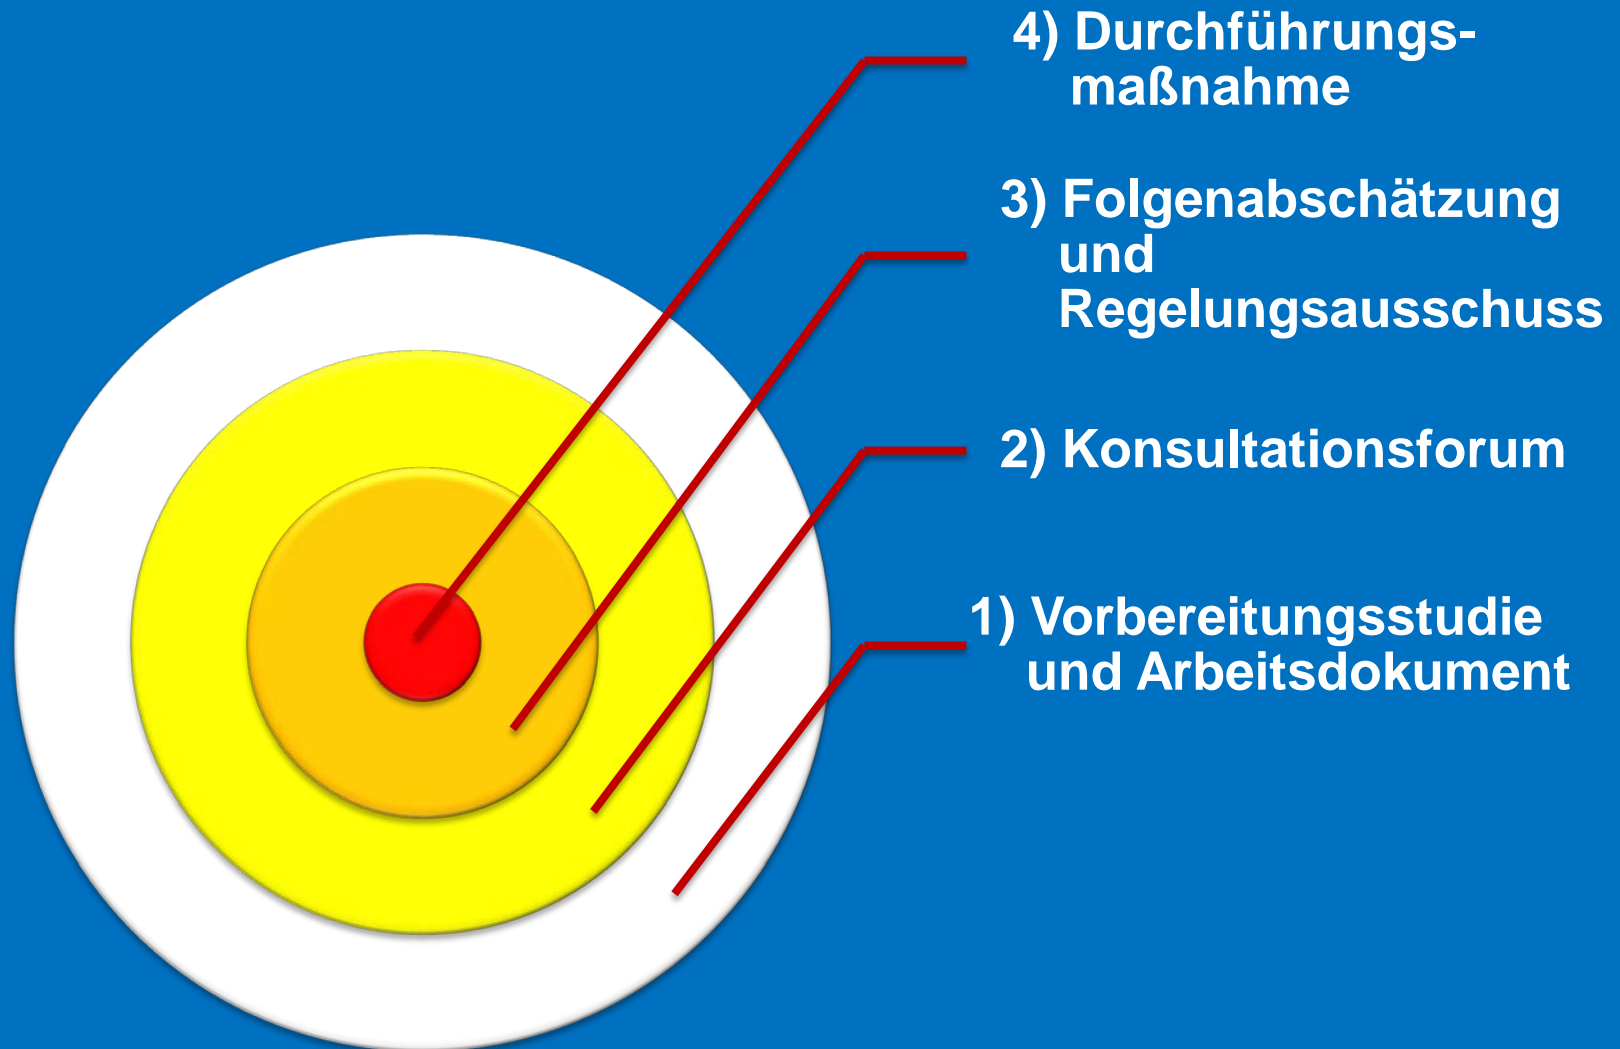 4) Durchführungs-
maßnahme
3) Folgenabschätzung
und
Regelungsausschuss
2) Konsultationsforum
1) Vorbereitungsstudie
und Arbeitsdokument